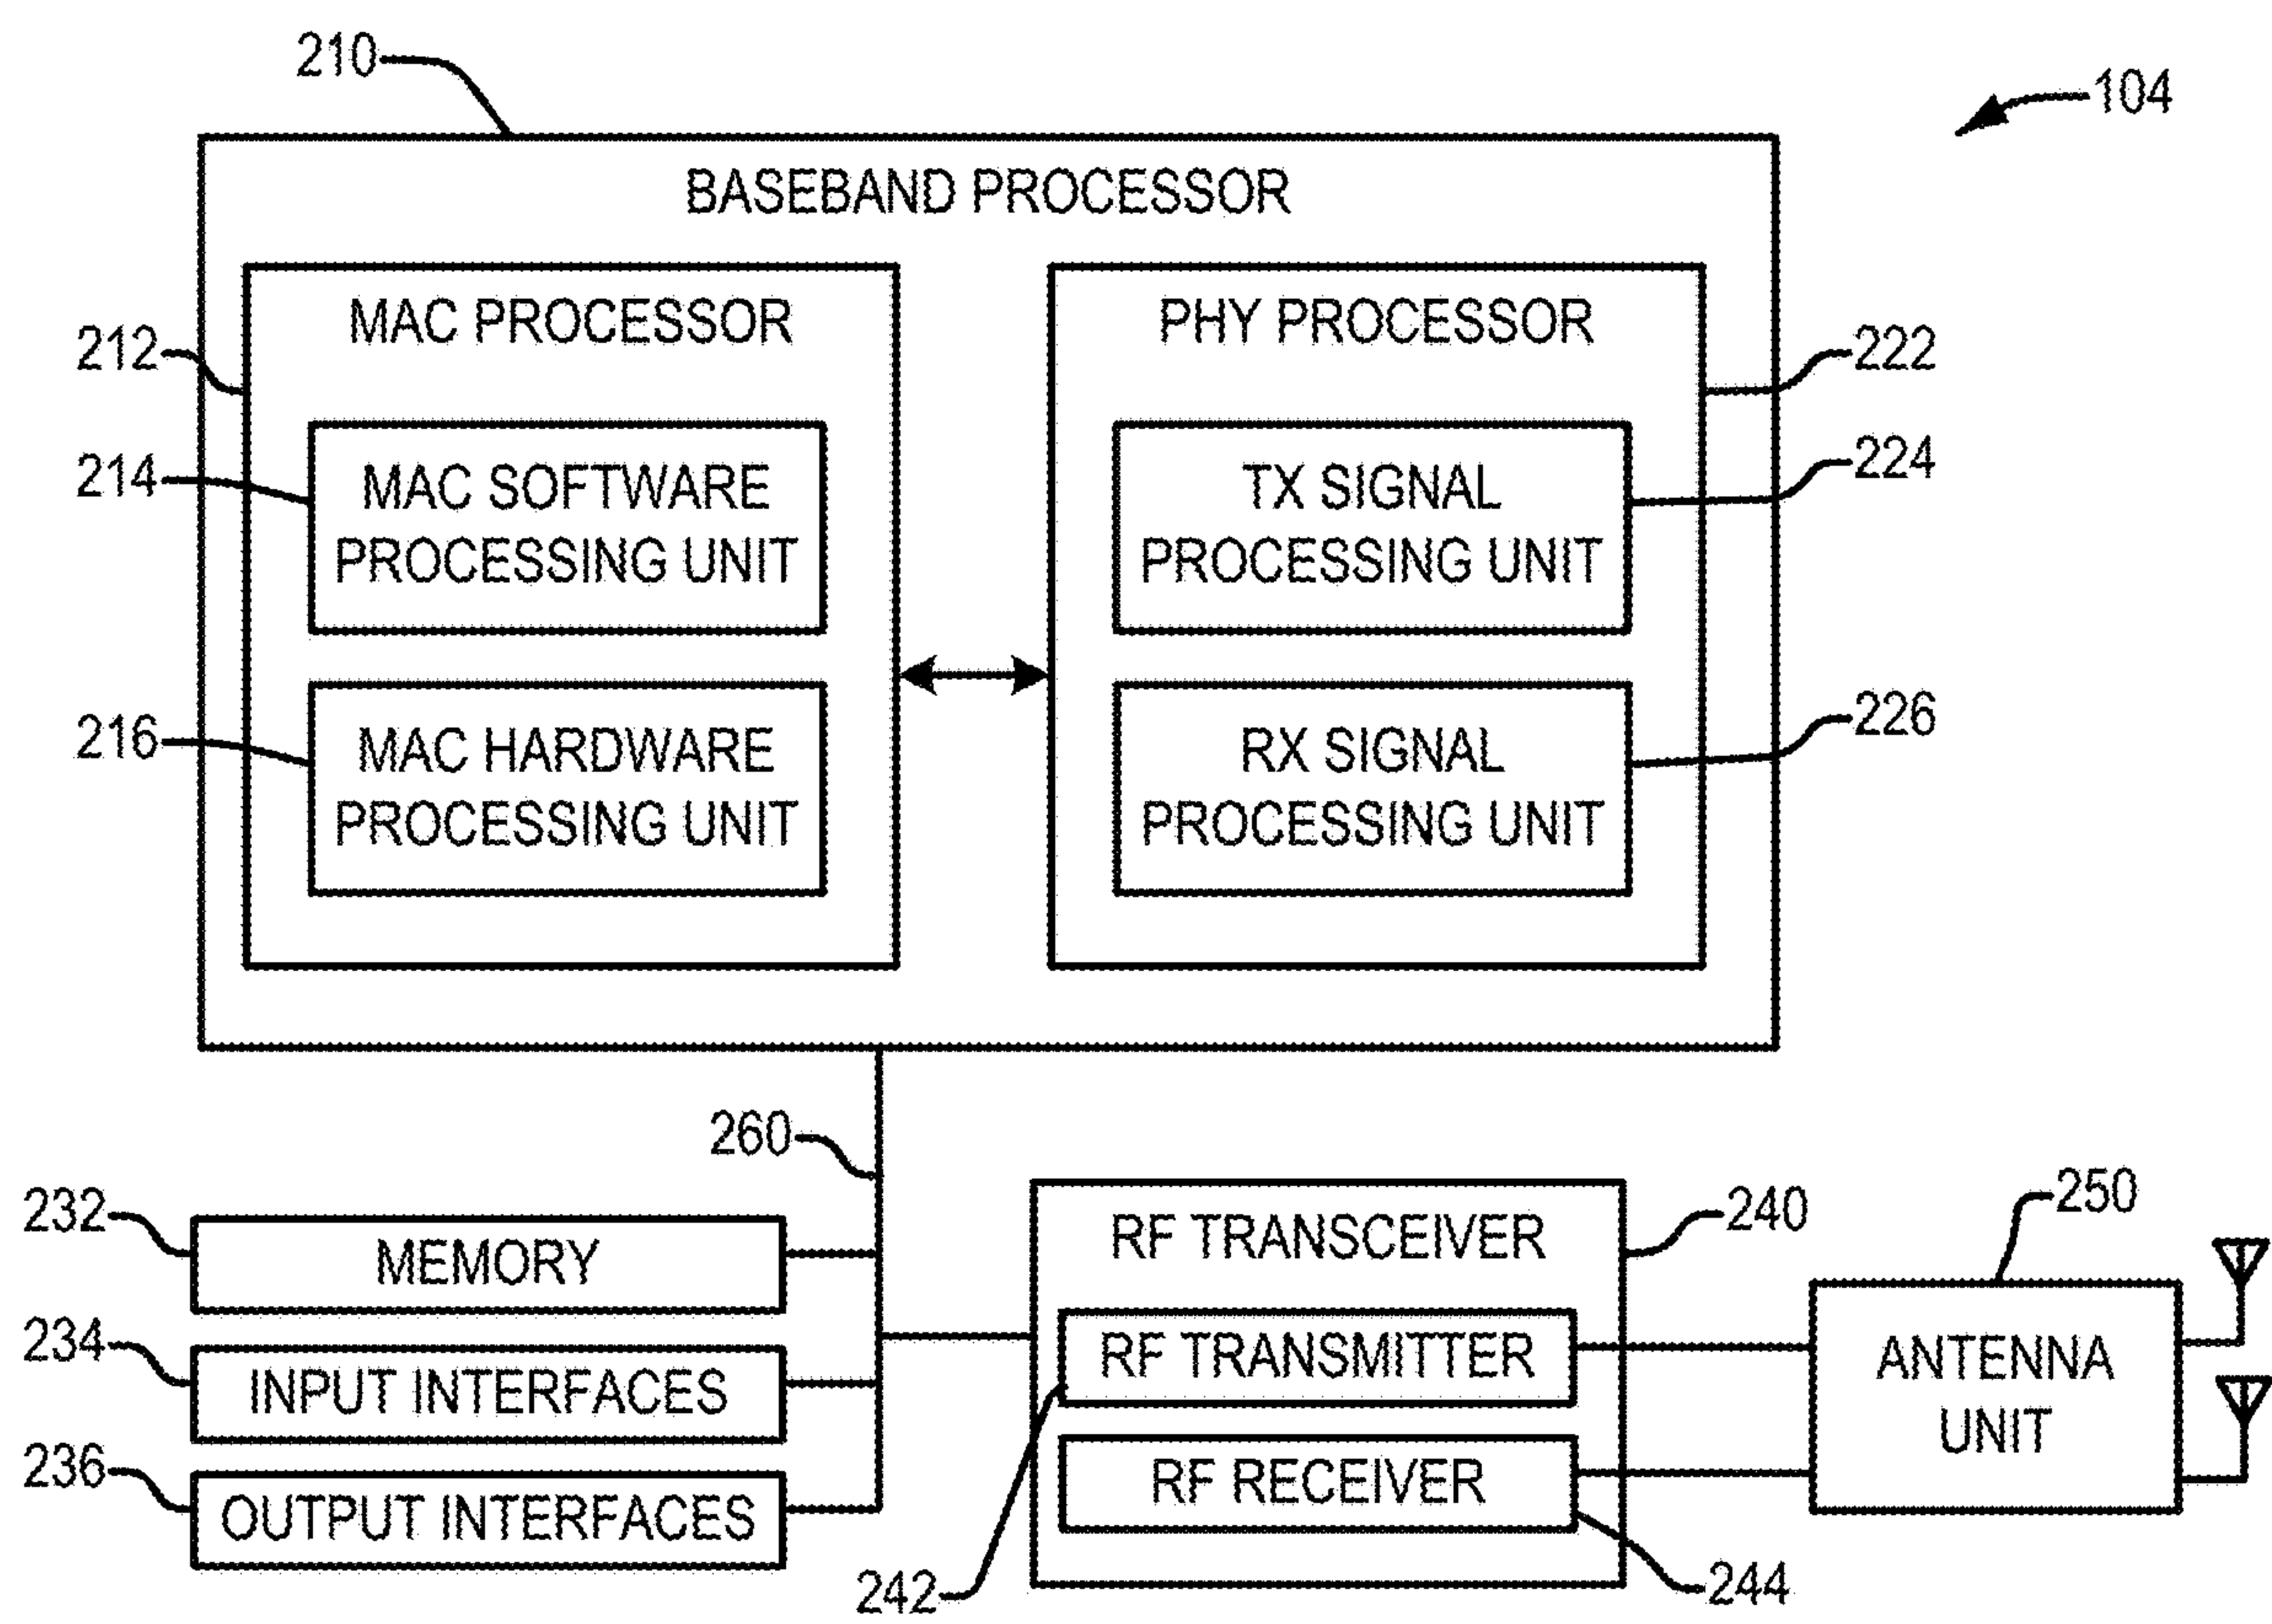 210
104
BASEBAND PROCESSOR
MAC PROCESSOR
PHY PROCESSOR
212
222
MAC SOFTWARE
PROCESSING UNIT
214
TX SIGNAL
PROCESSING UNIT
224
MAC HARDWARE
PROCESSING UNIT
216
RX SIGNAL
PROCESSING UNIT
226
260
232
MEMORY
234
INPUT INTERFACES
236
OUTPUT INTERFACES
RF TRANSCEIVER
240
RF TRANSMITTER
242
RF RECEIVER
244
250
ANTENNA
UNIT